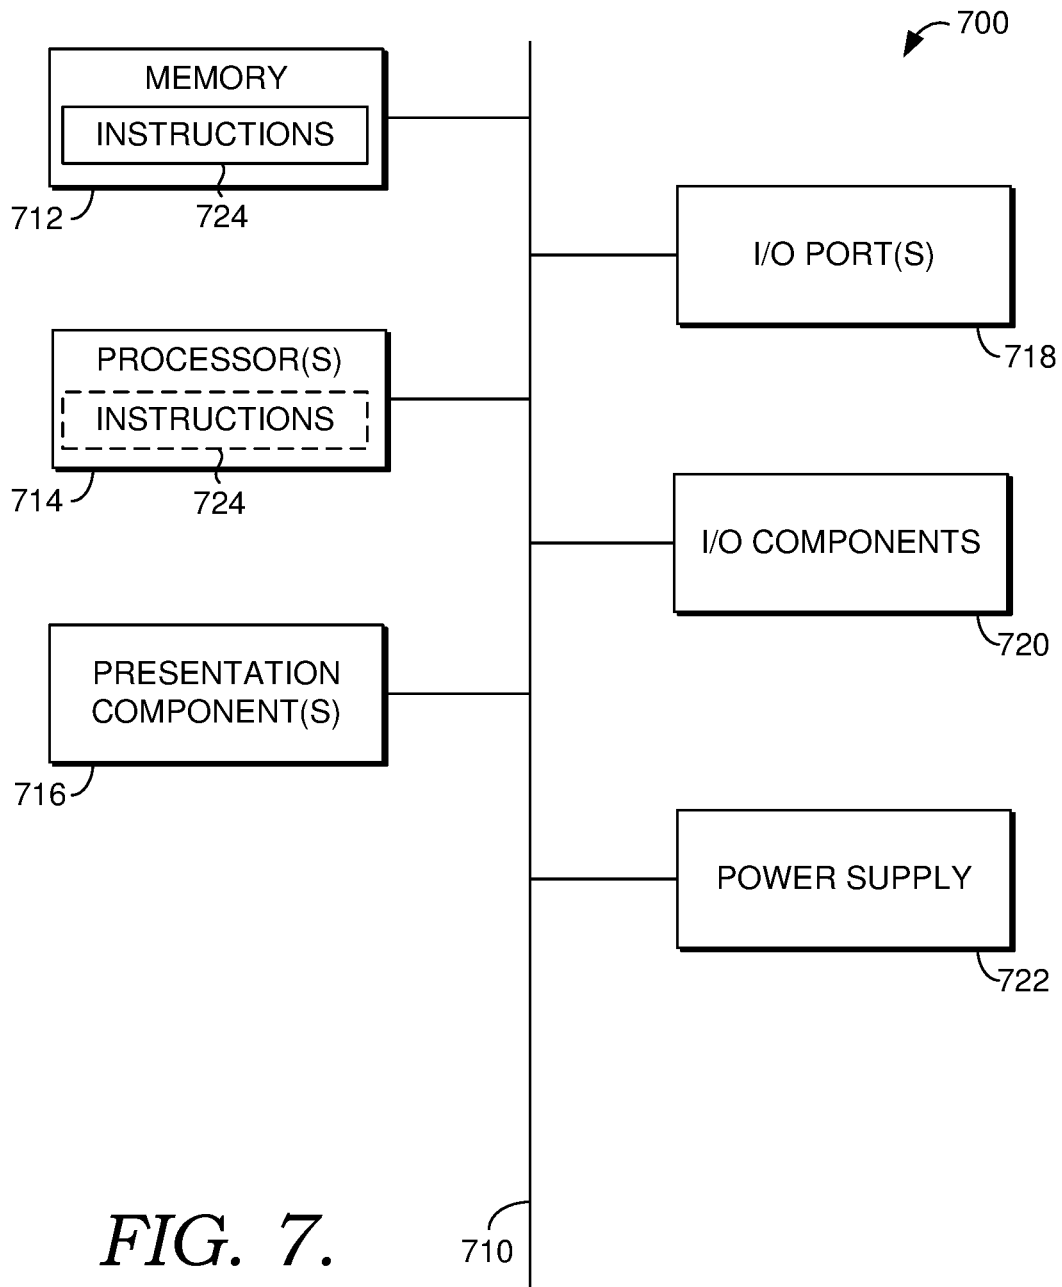 700
MEMORY
INSTRUCTIONS
712
724
I/O PORT(S)
718
PROCESSOR(S)
INSTRUCTIONS
714
724
I/O COMPONENTS
720
PRESENTATION
COMPONENT(S)
716
POWER SUPPLY
722
710
FIG. 7.